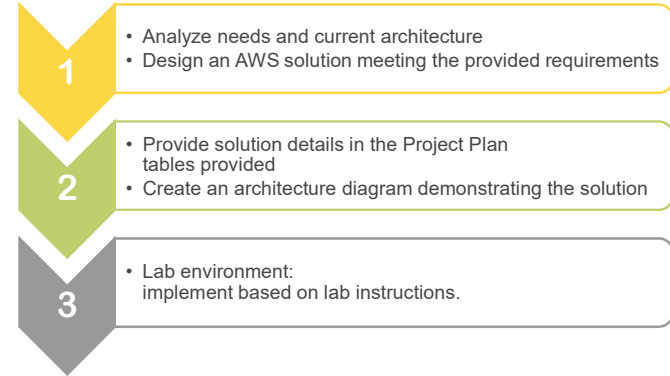 1
• Analyze needs and current architecture
• Design an AWS solution meeting the provided requirements
2
• Provide solution details in the Project Plan
tables provided
• Create an architecture diagram demonstrating the solution
3
• Lab environment:
implement based on lab instructions.